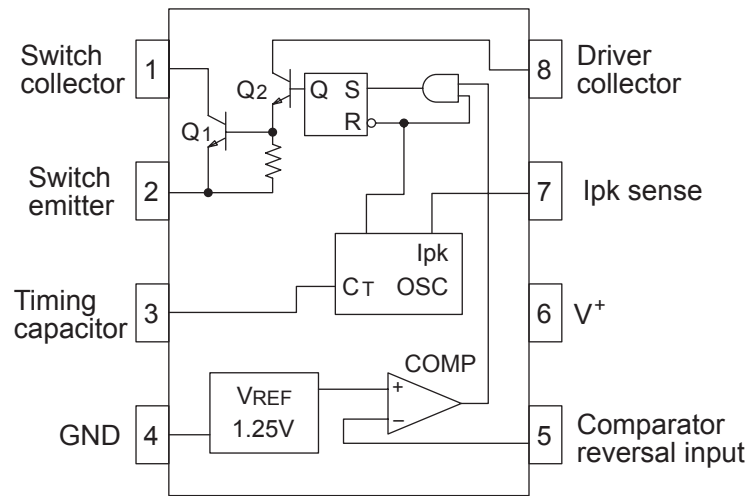 Switch
collector
1
Switch
emitter
2
Timing
capacitor
3
GND
4
Q1
Q2
Q S
R
Ipk
CT OSC
VREF
1.25V
COMP
+
−
8
Driver
collector
7
Ipk sense
6
V+
5
Comparator
reversal input